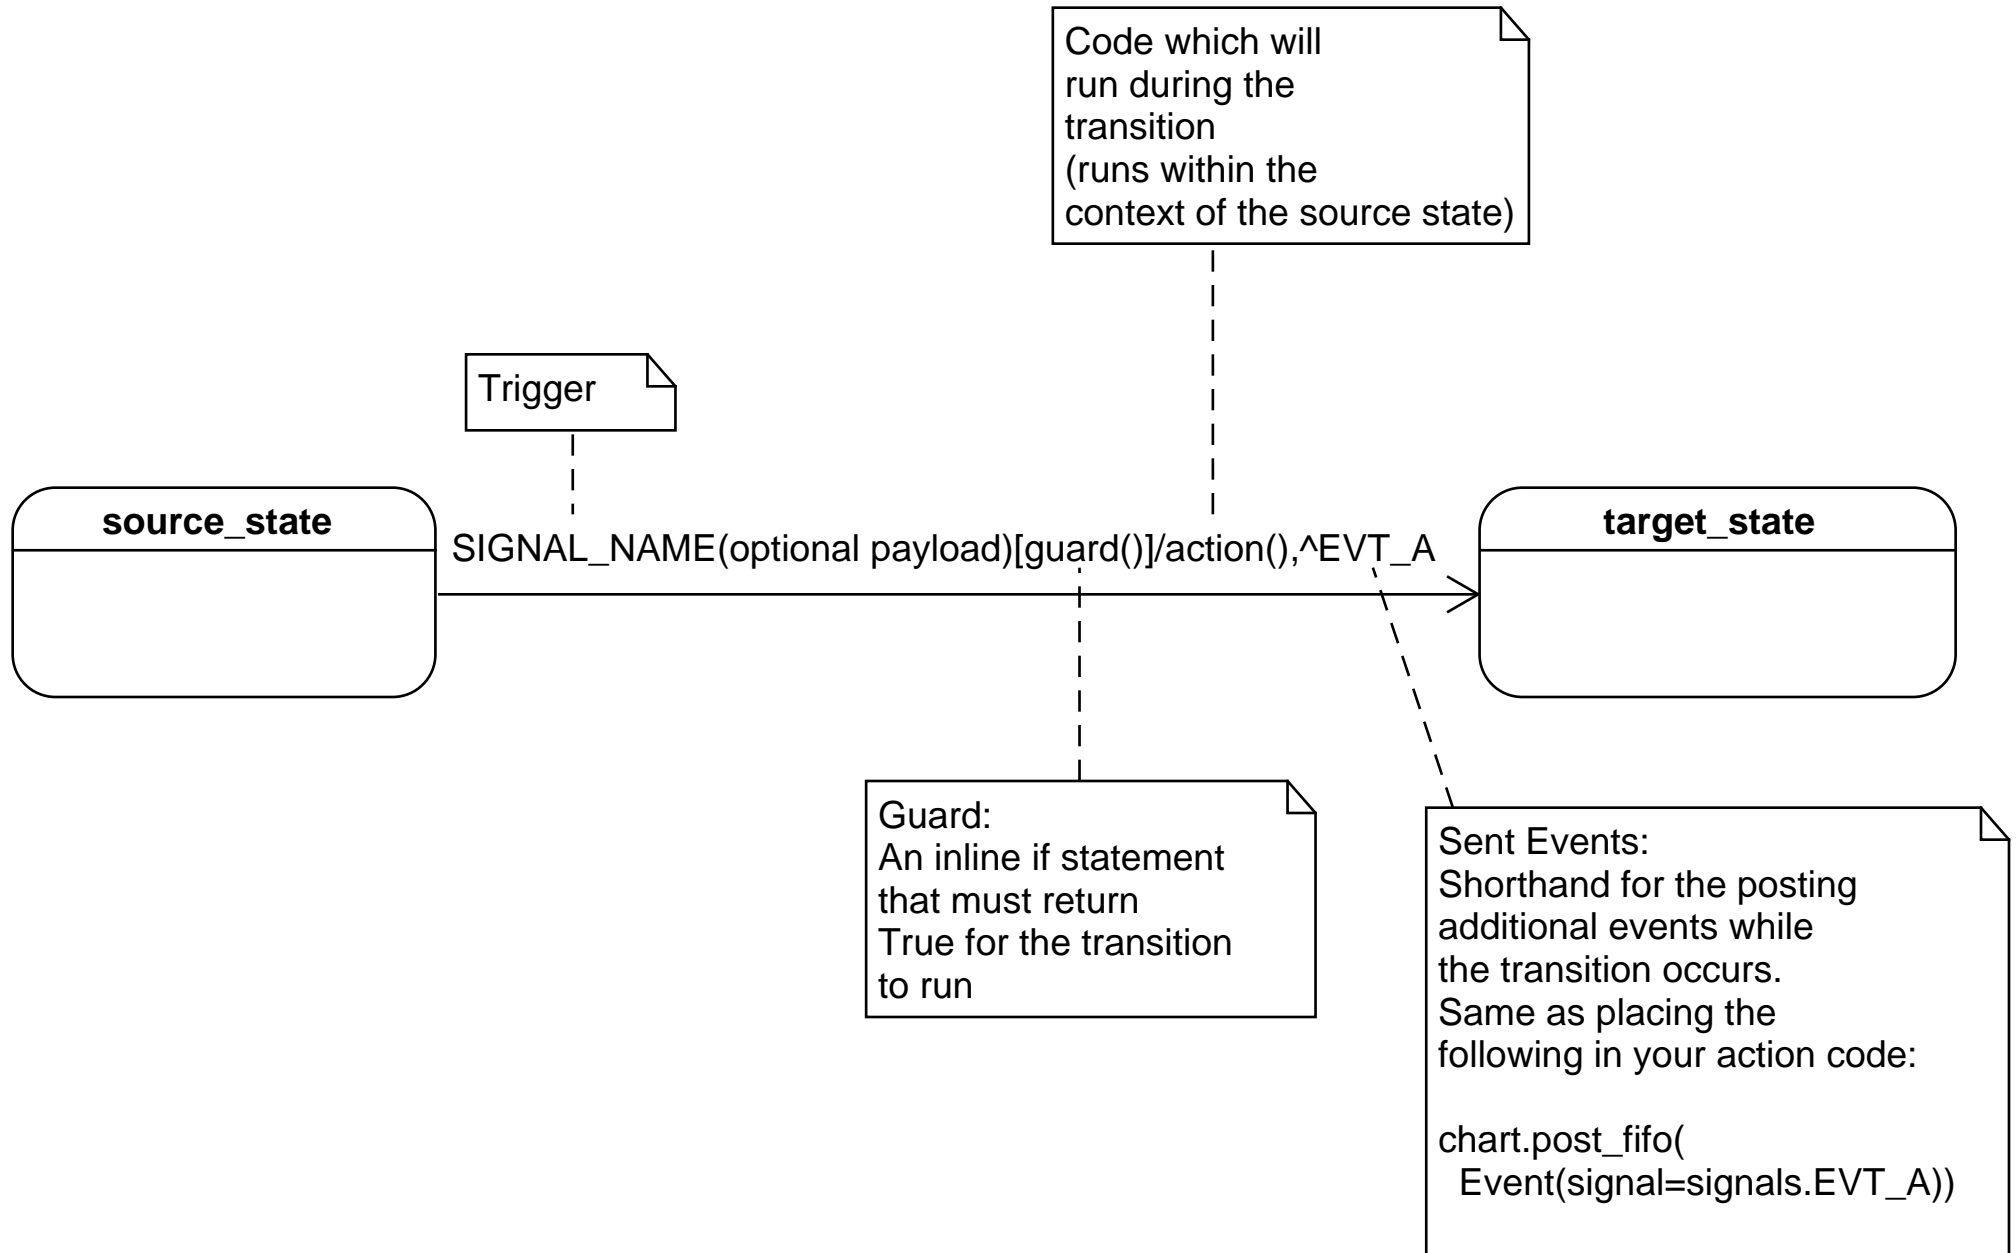 Code which will
run during the
transition
(runs within the
context of the source state)
Trigger
source_state
SIGNAL_NAME(optional payload)[guard()]/action(),^EVT_A
target_state
Guard:
An inline if statement
that must return
True for the transition
to run
Sent Events:
Shorthand for the posting
additional events while
the transition occurs.
Same as placing the
following in your action code:
chart.post_fifo(
Event(signal=signals.EVT_A))